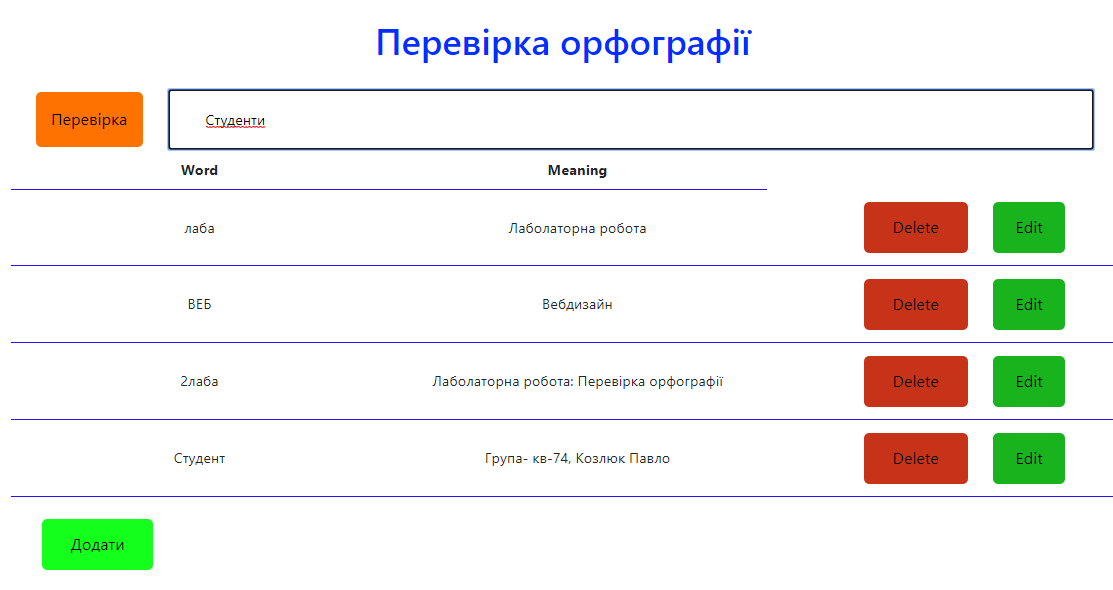 Перевірка орфографії
Перевірка Студенти
Word Meaning
лаба Лаболаторна робота Delete Edit
ВЕБ Вебдизайн Delete Edit
2лаба Лаболаторна робота: Перевірка орфографії Delete Edit
Студент Група- кв-74, Козлюк Павло Delete Edit
Додати